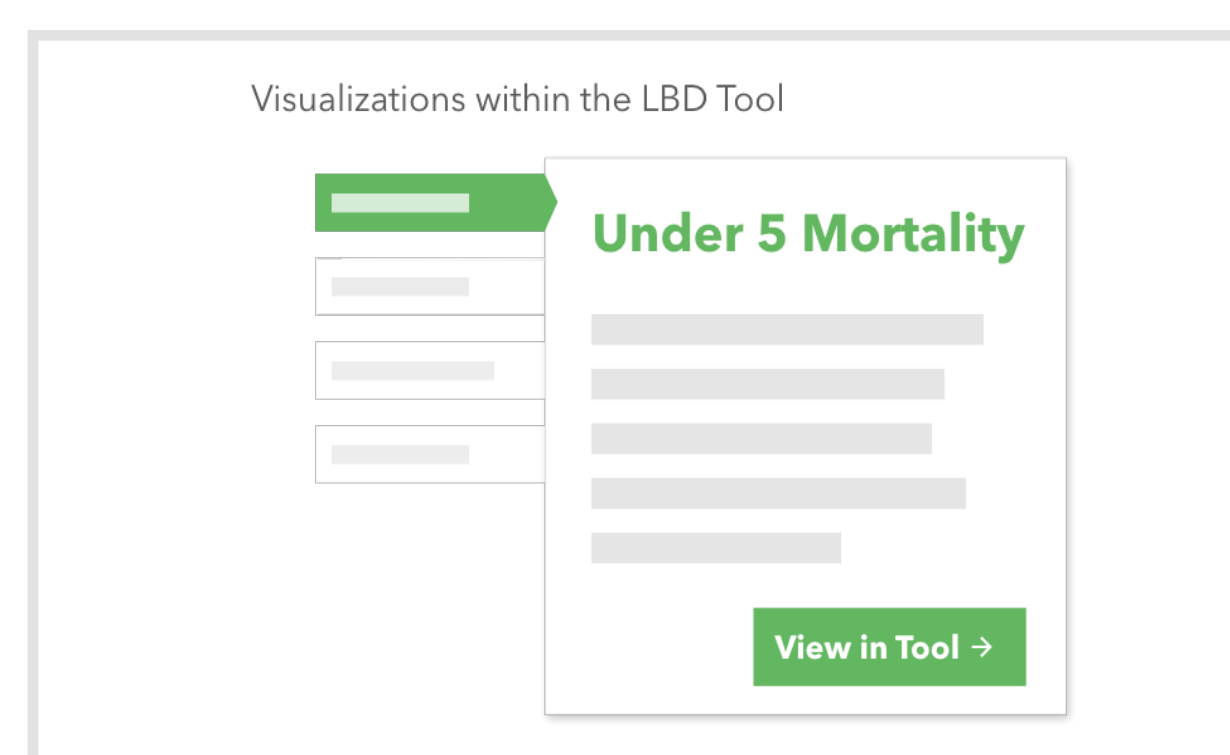 Visualizations within the LBD Tool
Under 5 Mortality
View in Tool →